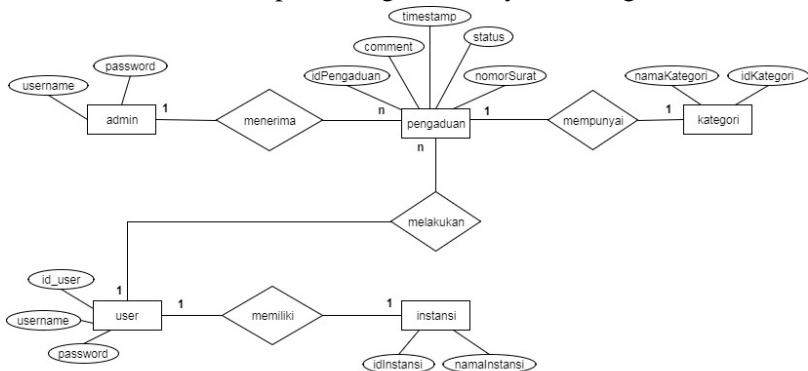 timestamp
comment
status
password
idPengaduan
nomorSurat
namaKategori
idKategori
username
admin
1
menerima
n
pengaduan
1
mempunyai
1
kategori
n
melakukan
id_user
1
username
user
1
memiliki
1
instansi
password
idInstansi
namaInstansi